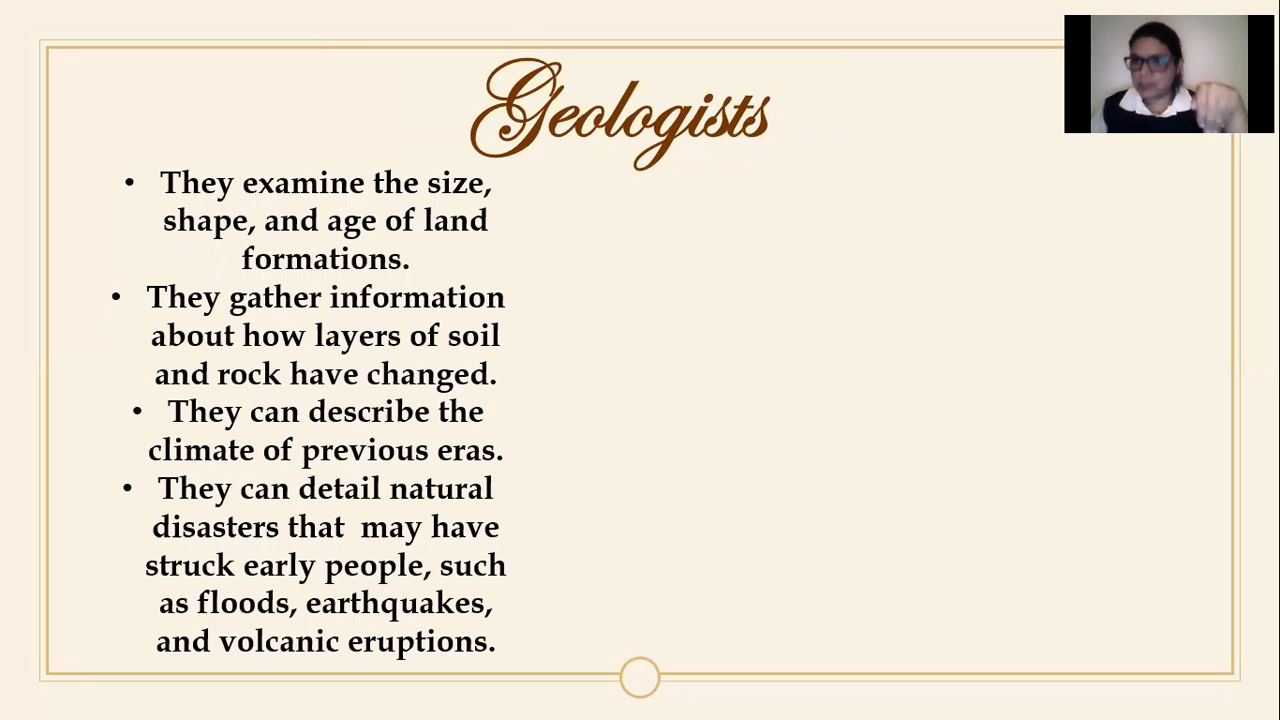 Geologists
• They examine the size,
shape, and age of land
formations.
• They gather information
about how layers of soil
and rock have changed.
• They can describe the
climate of previous eras.
• They can detail natural
disasters that  may have
struck early people, such
as floods, earthquakes,
and volcanic eruptions.